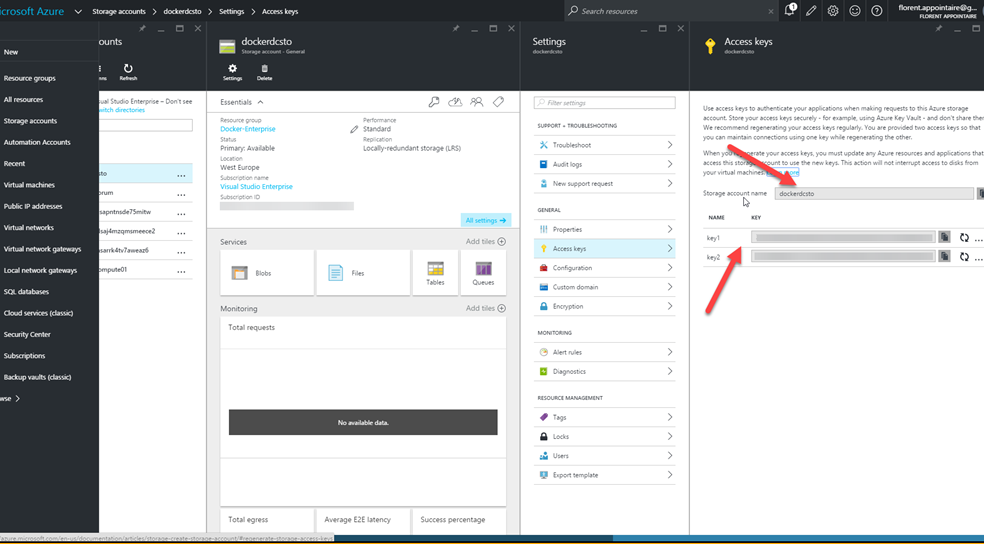 Microsoft Azure
Storage accounts
dockerdcsto
Settings
Access keys
Search resources
1
florent.appointaire@g...
FLORENT APPOINTAIRE
New
Resource groups
All resources
Storage accounts
Automation Accounts
Recent
Virtual machines
Public IP addresses
Virtual networks
Virtual network gateways
Local network gateways
SQL databases
Cloud services (classic)
Security Center
Subscriptions
Backup vaults (classic)
wse
ounts
Refresh
sual Studio Enterprise – Don't see
witch directories
sto
...
orum
...
sapntnsde75mitw
...
lsaj4mzqmsmeece2
...
asarrk4tv7aweaz6
...
ompute01
...
dockerdcsto
Storage account - General
Settings
Delete
Essentials
Resource group
Docker-Enterprise
Status
Primary: Available
Location
West Europe
Subscription name
Visual Studio Enterprise
Subscription ID
Performance
Standard
Replication
Locally-redundant storage (LRS)
All settings
Services
Add tiles
Blobs
Files
Tables
Queues
Monitoring
Add tiles
Total requests
No available data.
Total egress
Average E2E latency
Success percentage
Settings
dockerdcsto
Filter settings
SUPPORT + TROUBLESHOOTING
Troubleshoot
Audit logs
New support request
GENERAL
Properties
Access keys
Configuration
Custom domain
Encryption
MONITORING
Alert rules
Diagnostics
RESOURCE MANAGEMENT
Tags
Locks
Users
Export template
Access keys
dockerdcsto
Use access keys to authenticate your applications when making requests to this Azure storage
account. Store your access keys securely - for example, using Azure Key Vault - and don't share them.
We recommend regenerating your access keys regularly. You are provided two access keys so that
you can maintain connections using one key while regenerating the other.
When you regenerate your access keys, you must update any Azure resources and applications that
access this storage account to use the new keys. This action will not interrupt access to disks from
your virtual machines. more
Storage account name
dockerdcsto
NAME
KEY
key1
...
key2
...
/azure.microsoft.com/en-us/documentation/articles/storage-create-storage-account/#regenerate-storage-access-keys